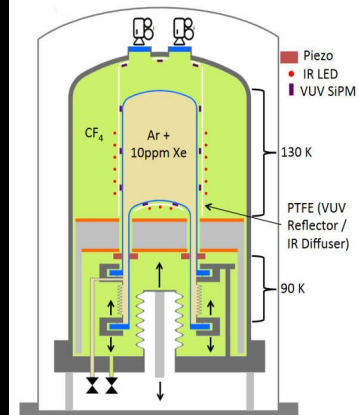 Piezo
IR LED
VUV SiPM
CF₄
Ar +
10ppm Xe
130 K
PTFE (VUV
Reflector /
IR Diffuser)
90 K